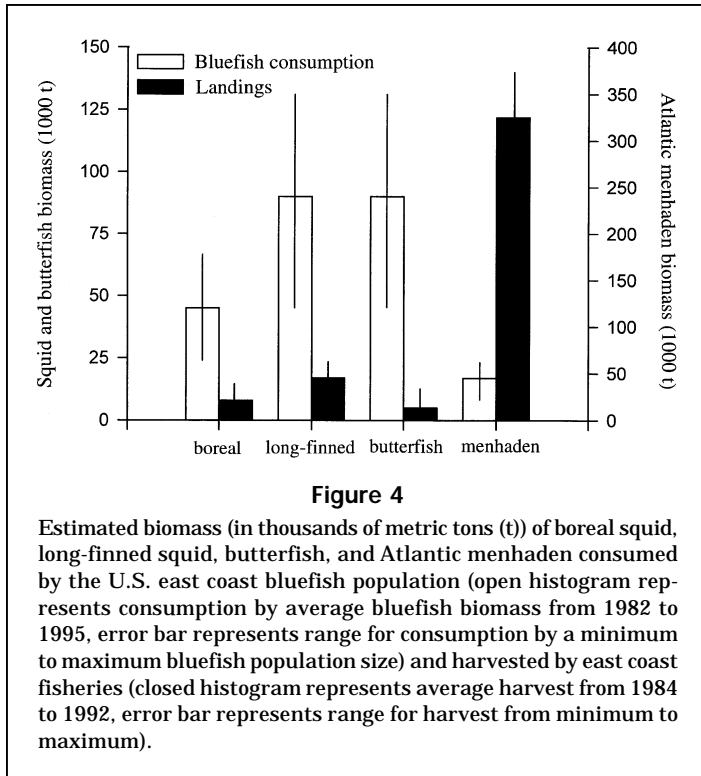 150
125
100
75
50
25
0
Squid and butterfish biomass (1000 t)
Bluefish consumption
Landings
400
350
300
250
200
150
100
50
0
Atlantic menhaden biomass (1000 t)
boreal long-finned butterfish menhaden
Figure 4
Estimated biomass (in thousands of metric tons (t)) of boreal squid,
long-finned squid, butterfish, and Atlantic menhaden consumed
by the U.S. east coast bluefish population (open histogram rep-
resents consumption by average bluefish biomass from 1982 to
1995, error bar represents range for consumption by a minimum
to maximum bluefish population size) and harvested by east coast
fisheries (closed histogram represents average harvest from 1984
to 1992, error bar represents range for harvest from minimum to
maximum).